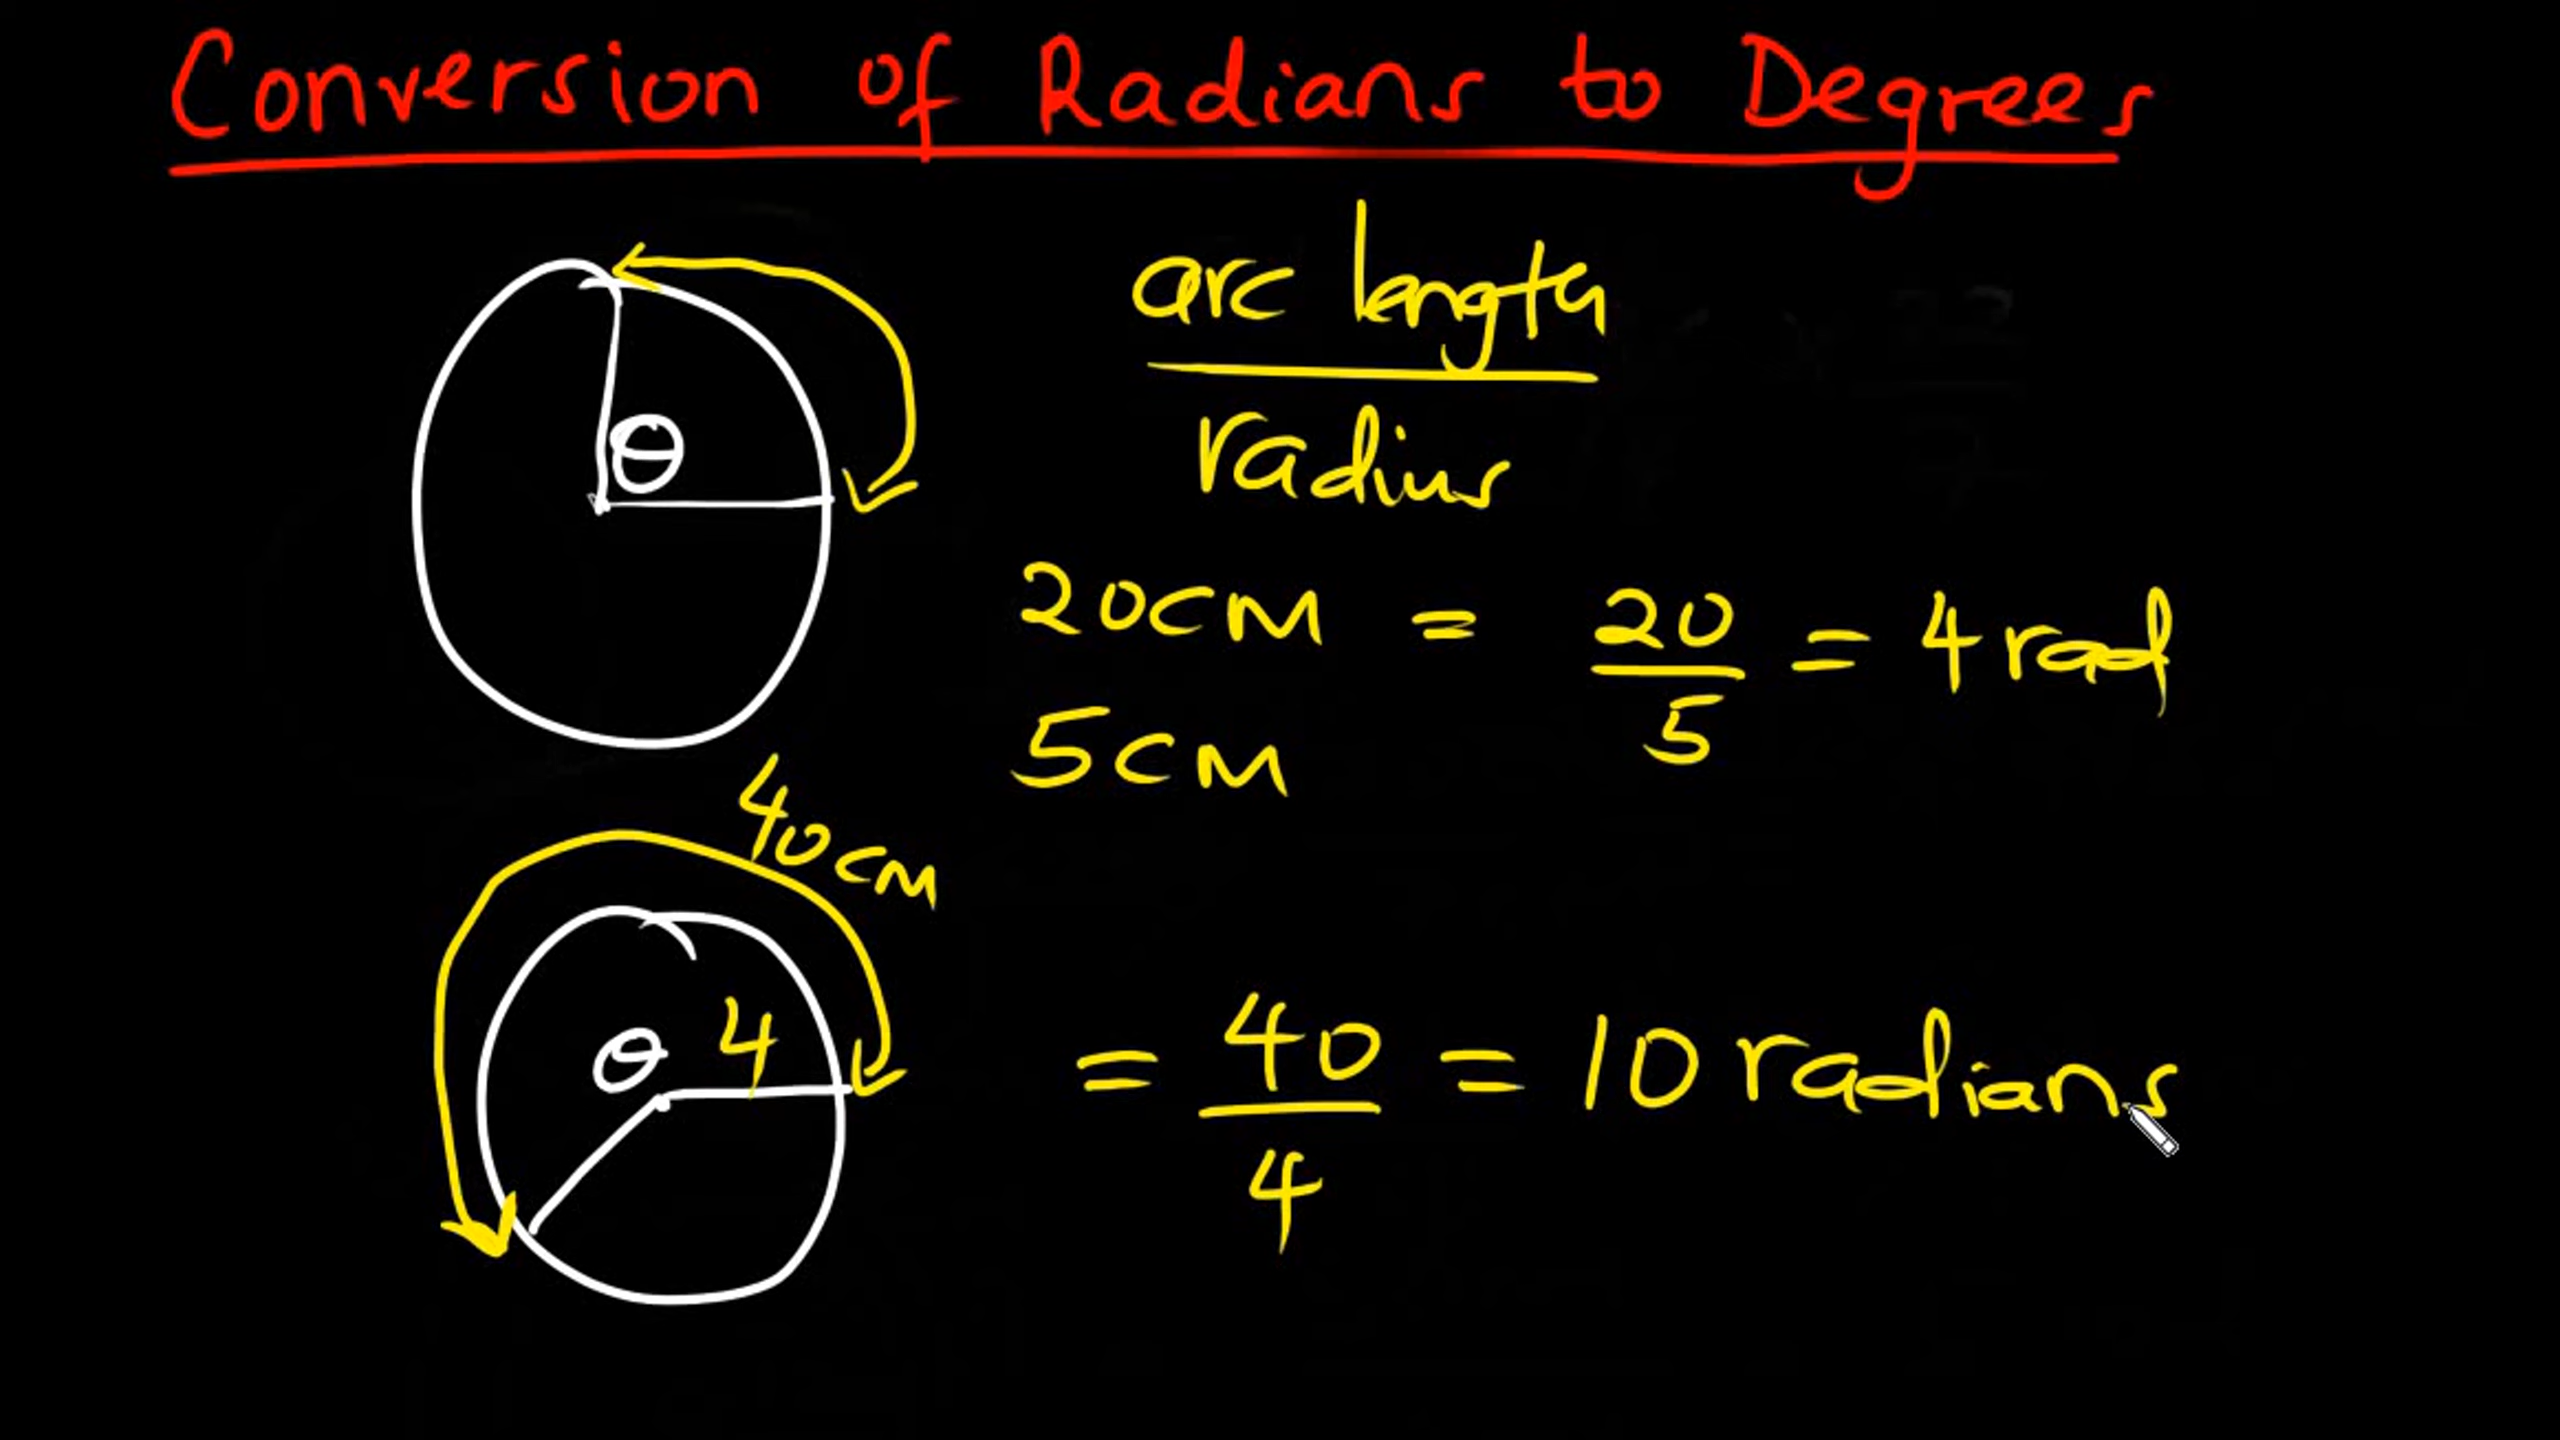 Conversion of Radians to Degrees
arc length
radius
θ
20cm = 20/5 = 4 rad
5cm
40cm
θ 4
= 40/4 = 10 radians